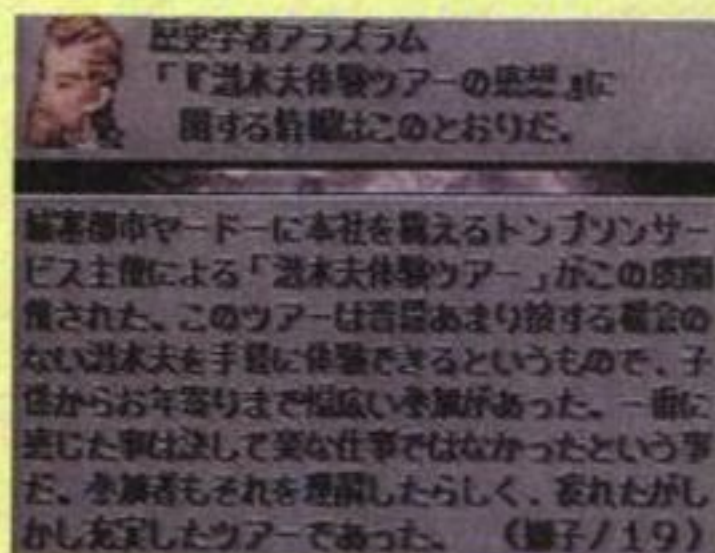 歴史学者アラズラム
「『潜水夫体験ツアーの感想』に
関する情報はこのとおりだ。
城塞都市ヤードーに本社を構えるトンプソンサー
ビス主催による「潜水夫体験ツアー」がこの度開
催された。このツアーは普段あまり接する機会の
ない潜水夫を手軽に体験できるというもので、子
供からお年寄りまで幅広い参加があった。一番に
感じた事は決して楽な仕事ではなかったという事
だ。参加者もそれを理解したらしく、疲れたがし
かし充実したツアーであった。 (獅子/19)